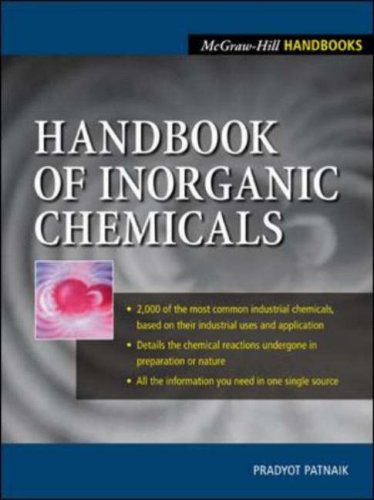 McGraw-Hill HANDBOOKS
HANDBOOK
OF INORGANIC
CHEMICALS
• 2,000 of the most common industrial chemicals,
based on their industrial uses and application
• Details the chemical reactions undergone in
preparation or nature
• All the information you need in one single source
PRADYOT PATNAIK